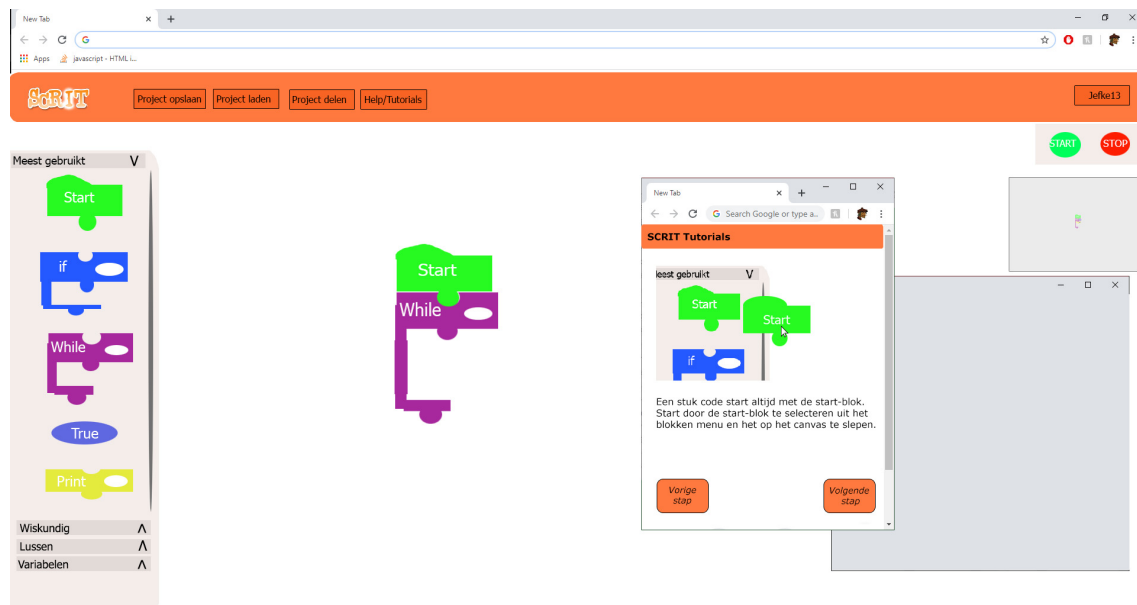 New Tab
Apps javascript - HTML i...
SCRIT
Project opslaan Project laden Project delen Help/Tutorials
Jefke13
START STOP
Meest gebruikt V
Start
if
While
True
Print
Wiskundig Λ
Lussen Λ
Variabelen Λ
Start
While
New Tab
Search Google or type a..
SCRIT Tutorials
leest gebruikt V
Start
Start
if
Een stuk code start altijd met de start-blok.
Start door de start-blok te selecteren uit het
blokken menu en het op het canvas te slepen.
Vorige
stap
Volgende
stap